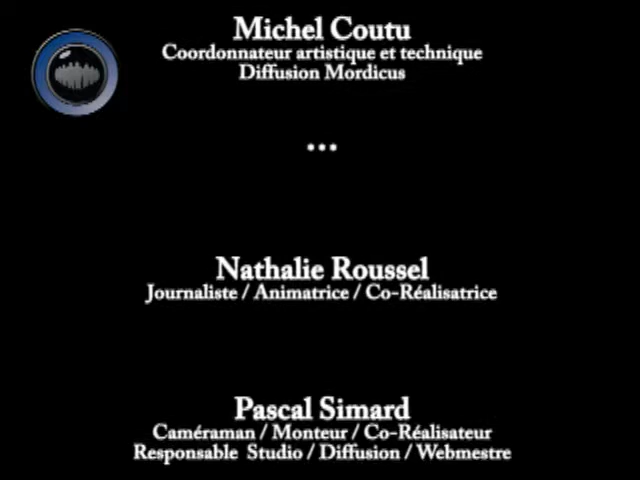 Michel Coutu
Coordonnateur artistique et technique
Diffusion Mordicus
...
Nathalie Roussel
Journaliste / Animatrice / Co-Réalisatrice
Pascal Simard
Caméraman / Monteur / Co-Réalisateur
Responsable Studio / Diffusion / Webmestre